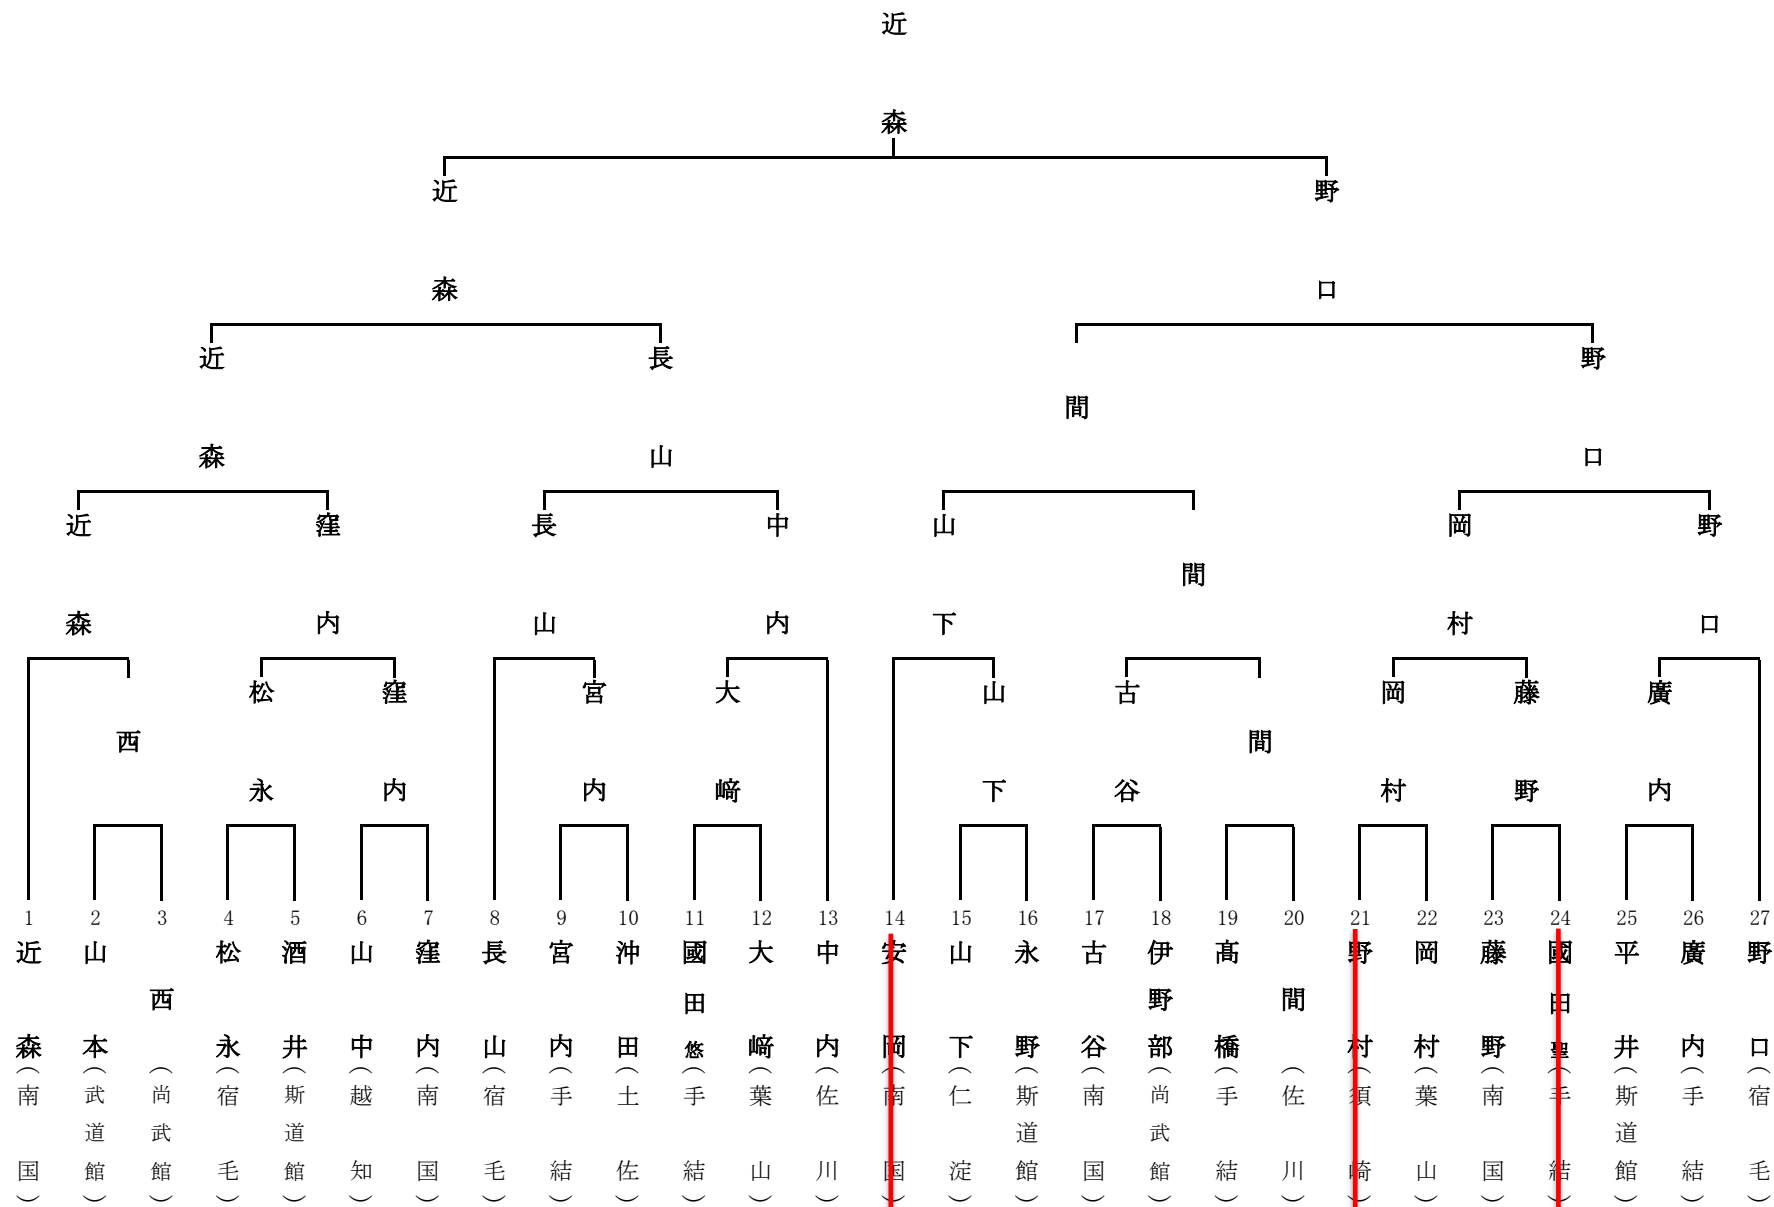 近森
近森 野口
近森 長山 間 野口
近森 窪内 長山 中内 山下 間 岡村 野口
西 松永 窪内 宮内 大﨑 山下 古谷 間 岡村 藤野 廣内
1 近森（南国）
2 山本（武道館）
3 西（尚武館）
4 松永（宿毛）
5 酒井（斯道館）
6 山中（越知）
7 窪内（南国）
8 長山（宿毛）
9 宮内（手結）
10 沖田（土佐）
11 國田悠（手結）
12 大﨑（葉山）
13 中内（佐川）
14 安岡（南国）
15 山下（仁淀）
16 永野（斯道館）
17 古谷（南国）
18 伊野部（尚武館）
19 髙橋（手結）
20 間（佐川）
21 野村（須崎）
22 岡村（葉山）
23 藤野（南国）
24 國田聖（手結）
25 平井（斯道館）
26 廣内（手結）
27 野口（宿毛）